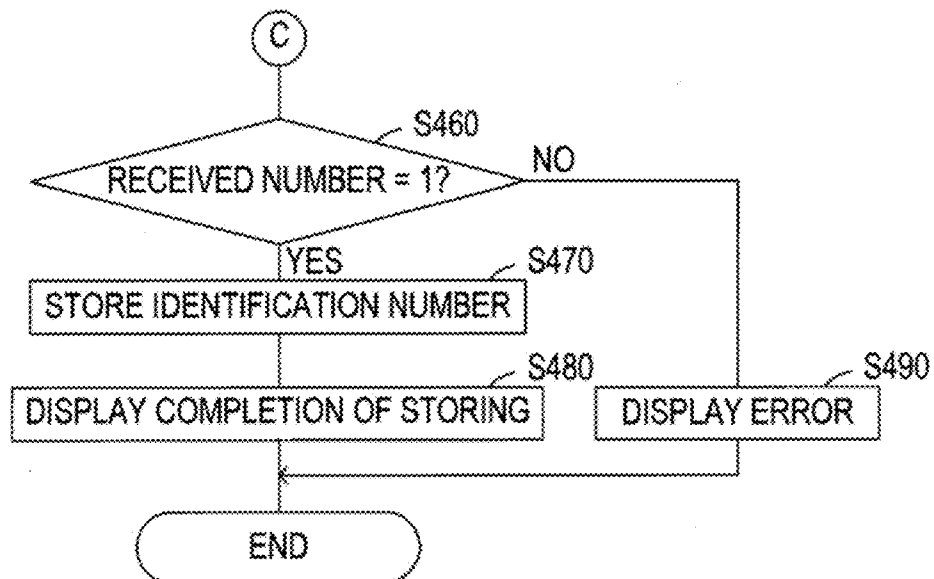 C
S460
RECEIVED NUMBER = 1?
NO
YES
S470
STORE IDENTIFICATION NUMBER
S480
DISPLAY COMPLETION OF STORING
S490
DISPLAY ERROR
END